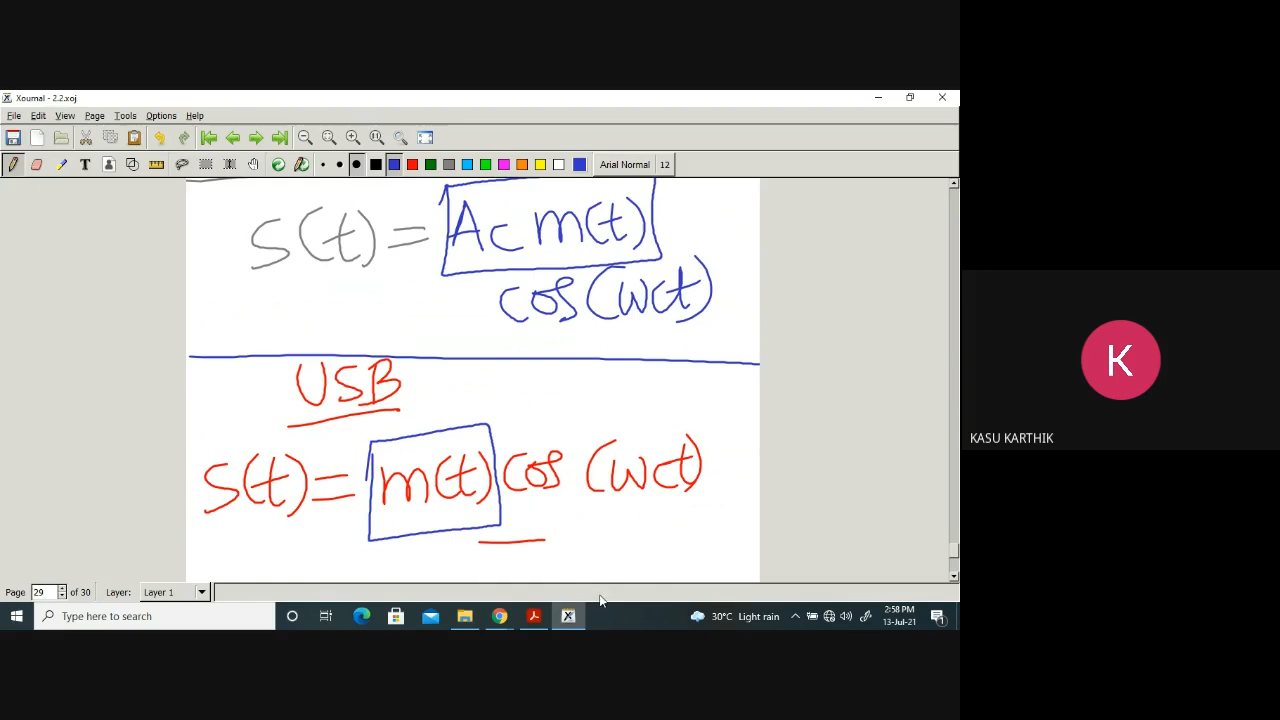 Xournal - 2.2.xoj
File Edit View Page Tools Options Help
T Arial Normal 12
s(t) = Ac m(t)
cos(wct)
USB
s(t) = m(t) cos (wct)
KASU KARTHIK
K
Page 29 of 30 Layer: Layer 1
Type here to search
30°C Light rain
2:58 PM
13-Jul-21
1